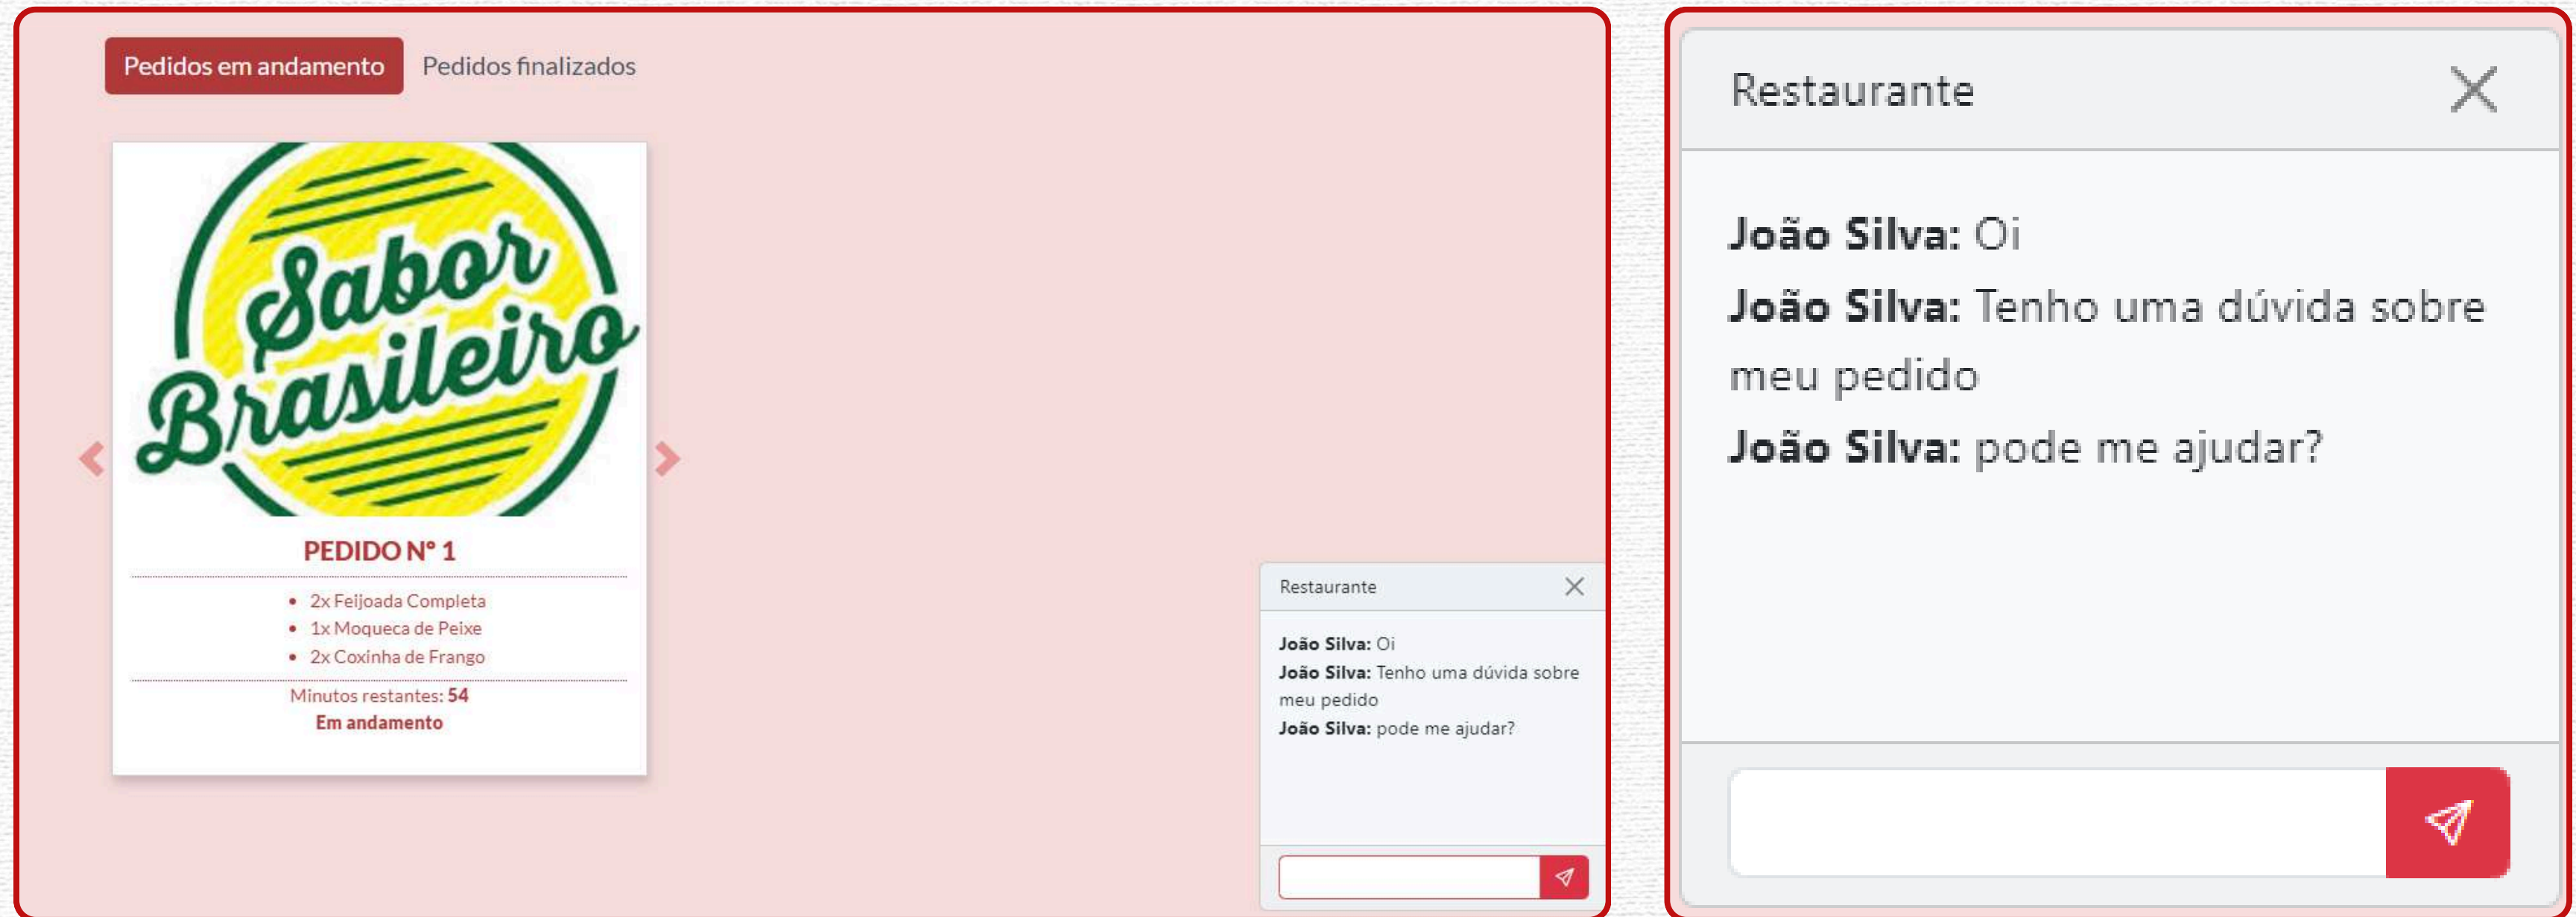 Pedidos em andamento Pedidos finalizados
Sabor
Brasileiro
PEDIDO Nº 1
• 2x Feijoada Completa
• 1x Moqueca de Peixe
• 2x Coxinha de Frango
Minutos restantes: 54
Em andamento
Restaurante
João Silva: Oi
João Silva: Tenho uma dúvida sobre
meu pedido
João Silva: pode me ajudar?
Restaurante
João Silva: Oi
João Silva: Tenho uma dúvida sobre
meu pedido
João Silva: pode me ajudar?